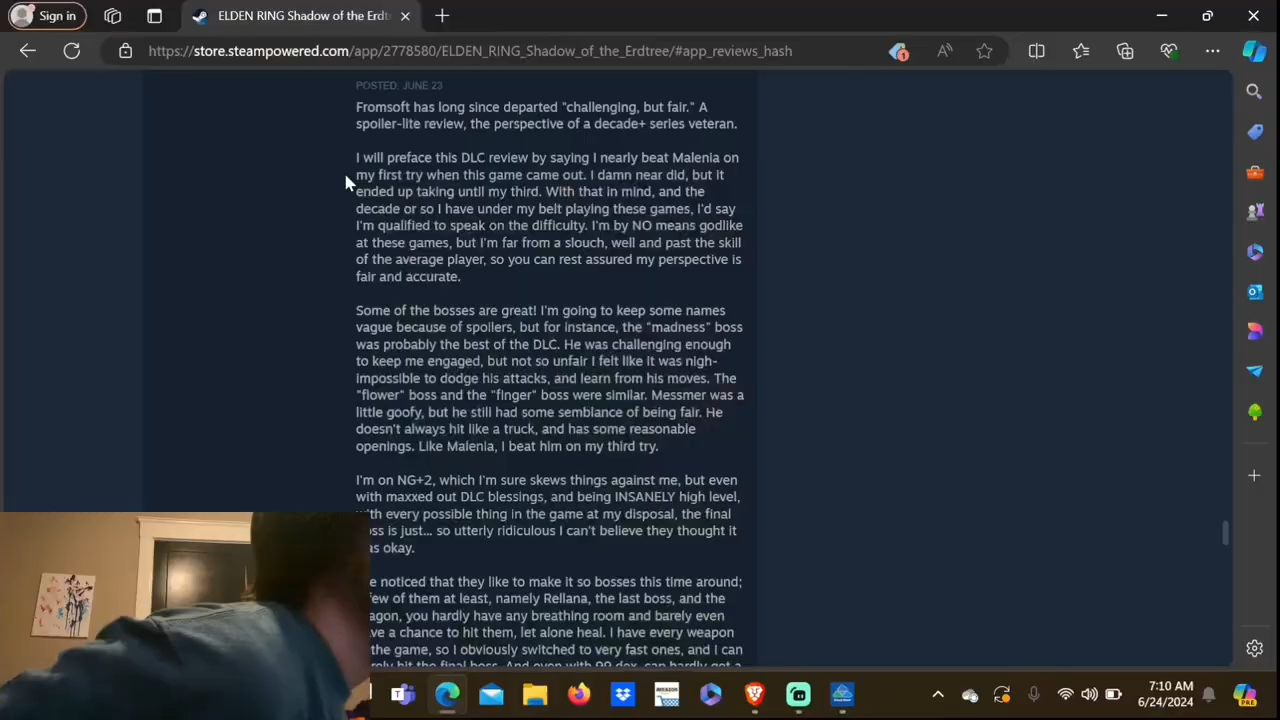 Sign in
ELDEN RING Shadow of the Erdt
https://store.steampowered.com/app/2778580/ELDEN_RING_Shadow_of_the_Erdtree/#app_reviews_hash
1
POSTED: JUNE 23
Fromsoft has long since departed "challenging, but fair." A
spoiler-lite review, the perspective of a decade+ series veteran.
I will preface this DLC review by saying I nearly beat Malenia on
my first try when this game came out. I damn near did, but it
ended up taking until my third. With that in mind, and the
decade or so I have under my belt playing these games, I'd say
I'm qualified to speak on the difficulty. I'm by NO means godlike
at these games, but I'm far from a slouch, well and past the skill
of the average player, so you can rest assured my perspective is
fair and accurate.
Some of the bosses are great! I'm going to keep some names
vague because of spoilers, but for instance, the "madness" boss
was probably the best of the DLC. He was challenging enough
to keep me engaged, but not so unfair I felt like it was nigh-
impossible to dodge his attacks, and learn from his moves. The
"flower" boss and the "finger" boss were similar. Messmer was a
little goofy, but he still had some semblance of being fair. He
doesn't always hit like a truck, and has some reasonable
openings. Like Malenia, I beat him on my third try.
I'm on NG+2, which I'm sure skews things against me, but even
with maxxed out DLC blessings, and being INSANELY high level,
with every possible thing in the game at my disposal, the final
boss is just... so utterly ridiculous I can't believe they thought it
was okay.
noticed that they like to make it so bosses this time around;
few of them at least, namely Rellana, the last boss, and the
you hardly have any breathing room and barely even
a chance to hit them, let alone heal. I have every weapon
the game, so I obviously switched to very fast ones, and I can
hit the final boss. And even with 99 dex, can hardly get a
amazon
7:10 AM
6/24/2024
PRE